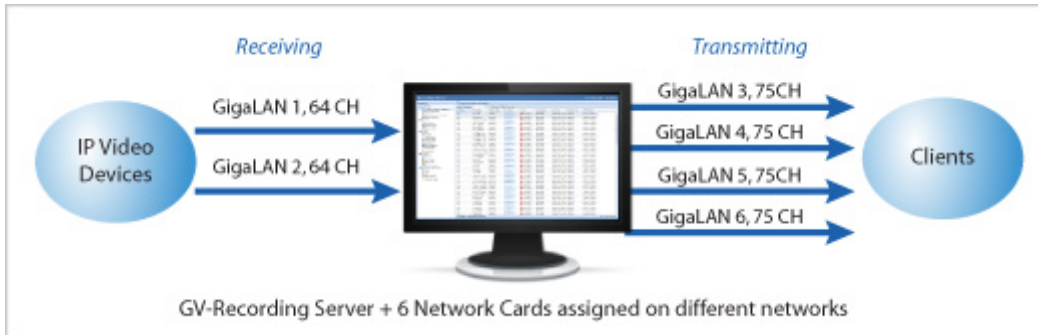 Receiving
Transmitting
GigaLAN 1, 64 CH
GigaLAN 2, 64 CH
IP Video
Devices
GigaLAN 3, 75CH
GigaLAN 4, 75 CH
GigaLAN 5, 75CH
GigaLAN 6, 75 CH
Clients
GV-Recording Server + 6 Network Cards assigned on different networks